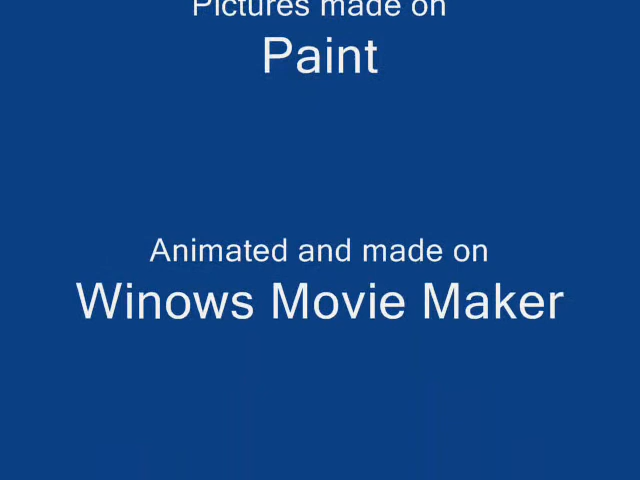 Pictures made on
Paint
Animated and made on
Winows Movie Maker